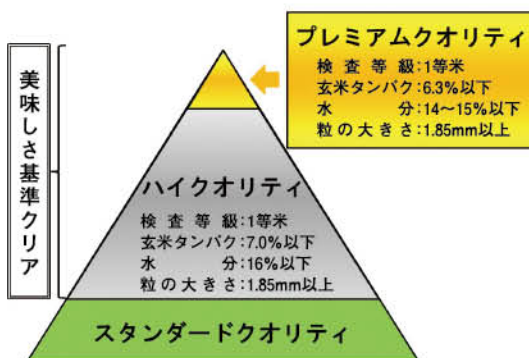 美味しさ基準クリア
プレミアムクオリティ
検査等級:1等米
玄米タンパク:6.3%以下
水分:14～15%以下
粒の大きさ:1.85mm以上
ハイクオリティ
検査等級:1等米
玄米タンパク:7.0%以下
水分:16%以下
粒の大きさ:1.85mm以上
スタンダードクオリティ